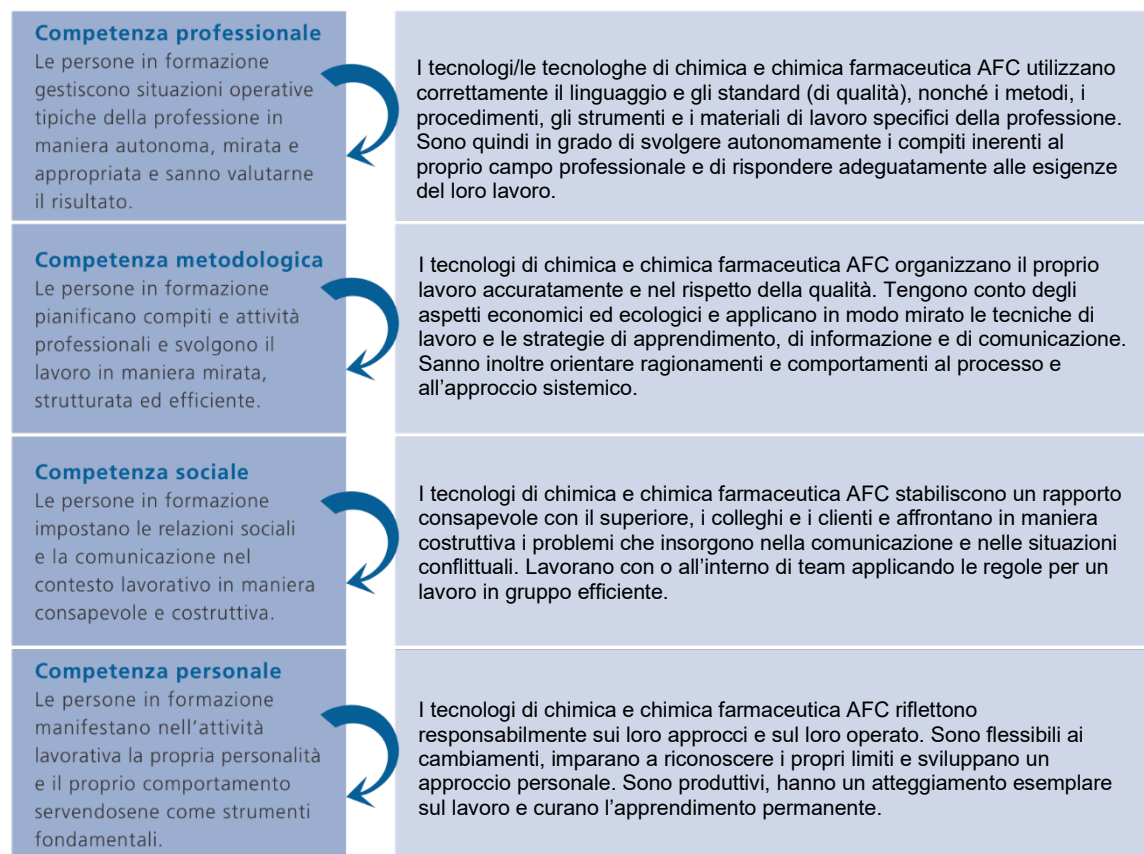 Competenza professionale
Le persone in formazione
gestiscono situazioni operative
tipiche della professione in
maniera autonoma, mirata e
appropriata e sanno valutarne
il risultato.
I tecnologi/le tecnologhe di chimica e chimica farmaceutica AFC utilizzano
correttamente il linguaggio e gli standard (di qualità), nonché i metodi, i
procedimenti, gli strumenti e i materiali di lavoro specifici della professione.
Sono quindi in grado di svolgere autonomamente i compiti inerenti al
proprio campo professionale e di rispondere adeguatamente alle esigenze
del loro lavoro.
Competenza metodologica
Le persone in formazione
pianificano compiti e attività
professionali e svolgono il
lavoro in maniera mirata,
strutturata ed efficiente.
I tecnologi di chimica e chimica farmaceutica AFC organizzano il proprio
lavoro accuratamente e nel rispetto della qualità. Tengono conto degli
aspetti economici ed ecologici e applicano in modo mirato le tecniche di
lavoro e le strategie di apprendimento, di informazione e di comunicazione.
Sanno inoltre orientare ragionamenti e comportamenti al processo e
all’approccio sistemico.
Competenza sociale
Le persone in formazione
impostano le relazioni sociali
e la comunicazione nel
contesto lavorativo in maniera
consapevole e costruttiva.
I tecnologi di chimica e chimica farmaceutica AFC stabiliscono un rapporto
consapevole con il superiore, i colleghi e i clienti e affrontano in maniera
costruttiva i problemi che insorgono nella comunicazione e nelle situazioni
conflittuali. Lavorano con o all’interno di team applicando le regole per un
lavoro in gruppo efficiente.
Competenza personale
Le persone in formazione
manifestano nell’attività
lavorativa la propria personalità
e il proprio comportamento
servendosene come strumenti
fondamentali.
I tecnologi di chimica e chimica farmaceutica AFC riflettono
responsabilmente sui loro approcci e sul loro operato. Sono flessibili ai
cambiamenti, imparano a riconoscere i propri limiti e sviluppano un
approccio personale. Sono produttivi, hanno un atteggiamento esemplare
sul lavoro e curano l’apprendimento permanente.